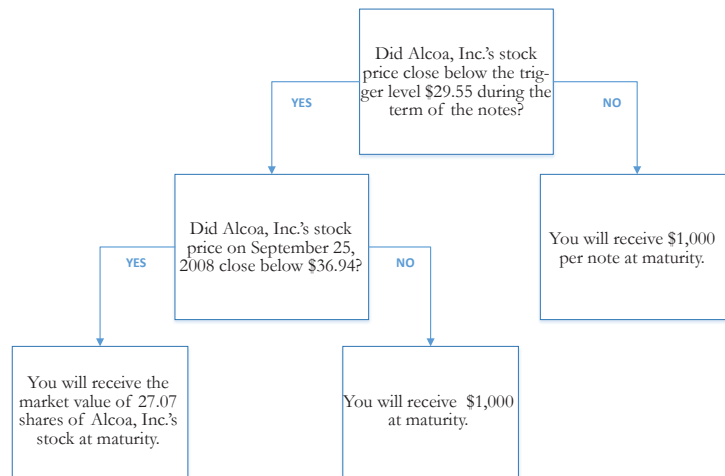 Did Alcoa, Inc.'s stock
price close below the trig-
ger level $29.55 during the
term of the notes?
YES
NO
Did Alcoa, Inc.'s stock
price on September 25,
2008 close below $36.94?
You will receive $1,000
per note at maturity.
YES
NO
You will receive the
market value of 27.07
shares of Alcoa, Inc.'s
stock at maturity.
You will receive $1,000
at maturity.